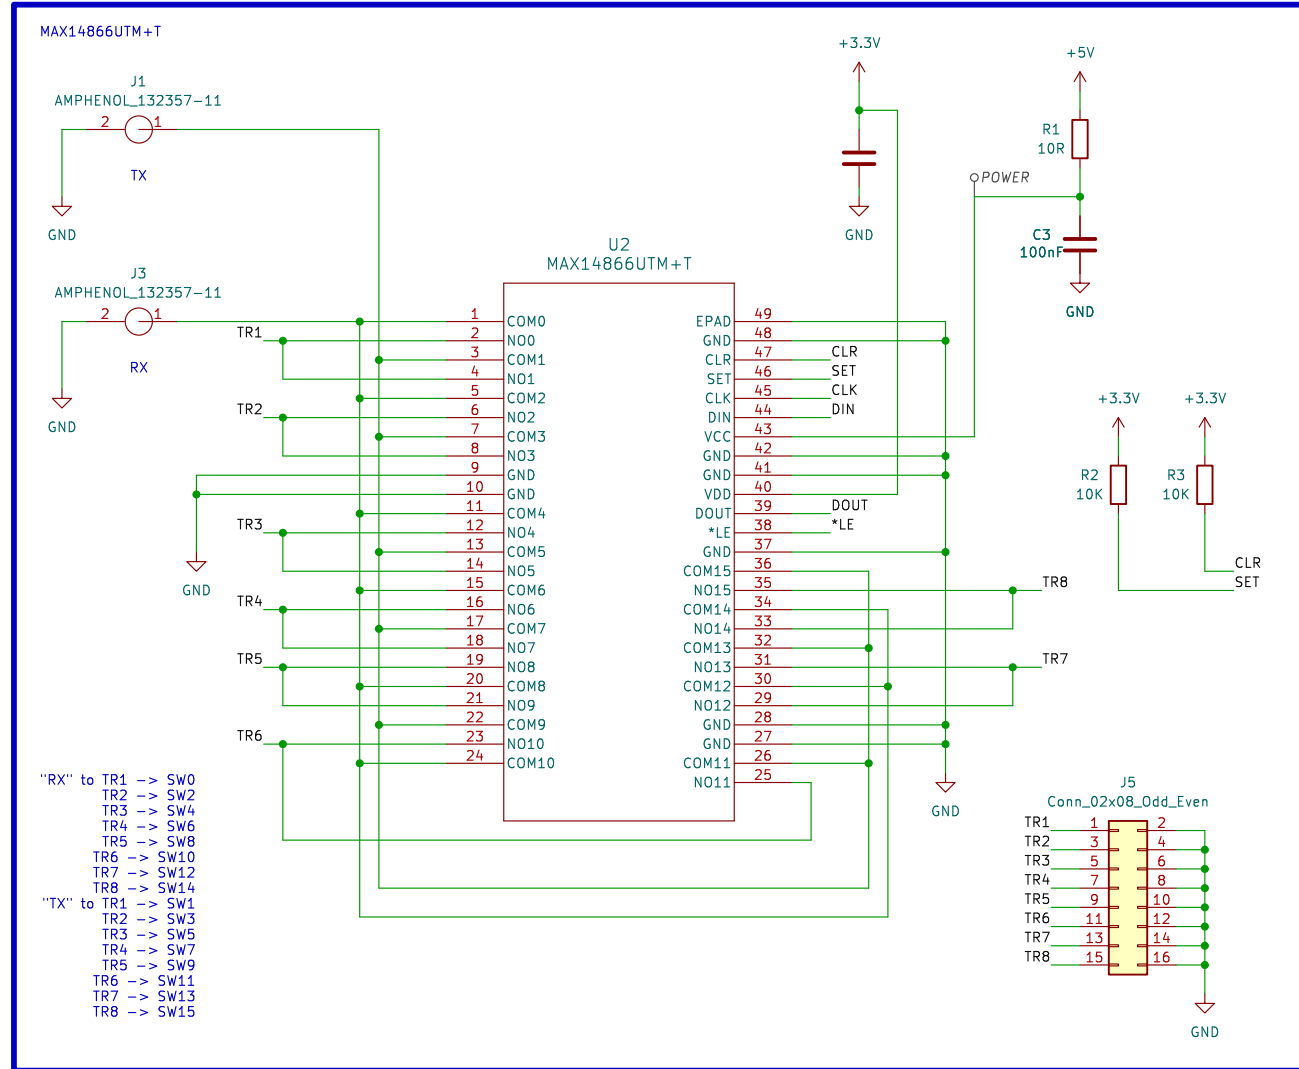 MAX14866UTM+T
J1
AMPHENOL_132357-11
2 1
TX
GND
J3
AMPHENOL_132357-11
2 1
RX
GND
+3.3V
GND
+5V
R1
10R
POWER
C3
100nF
GND
U2
MAX14866UTM+T
TR1
TR2
TR3
TR4
TR5
TR6
GND
1 COM0
2 NO0
3 COM1
4 NO1
5 COM2
6 NO2
7 COM3
8 NO3
9 GND
10 GND
11 COM4
12 NO4
13 COM5
14 NO5
15 COM6
16 NO6
17 COM7
18 NO7
19 NO8
20 COM8
21 NO9
22 COM9
23 NO10
24 COM10
EPAD 49
GND 48
CLR 47 CLR
SET 46 SET
CLK 45 CLK
DIN 44 DIN
VCC 43
GND 42
GND 41
VDD 40
DOUT 39 DOUT
*LE 38 *LE
GND 37
COM15 36
NO15 35 TR8
COM14 34
NO14 33
COM13 32
NO13 31 TR7
COM12 30
NO12 29
GND 28
GND 27
COM11 26
NO11 25
GND
+3.3V +3.3V
R2 R3
10K 10K
CLR
SET
"RX" to TR1 -> SW0
TR2 -> SW2
TR3 -> SW4
TR4 -> SW6
TR5 -> SW8
TR6 -> SW10
TR7 -> SW12
TR8 -> SW14
"TX" to TR1 -> SW1
TR2 -> SW3
TR3 -> SW5
TR4 -> SW7
TR5 -> SW9
TR6 -> SW11
TR7 -> SW13
TR8 -> SW15
J5
Conn_02x08_Odd_Even
TR1 1 2
TR2 3 4
TR3 5 6
TR4 7 8
TR5 9 10
TR6 11 12
TR7 13 14
TR8 15 16
GND